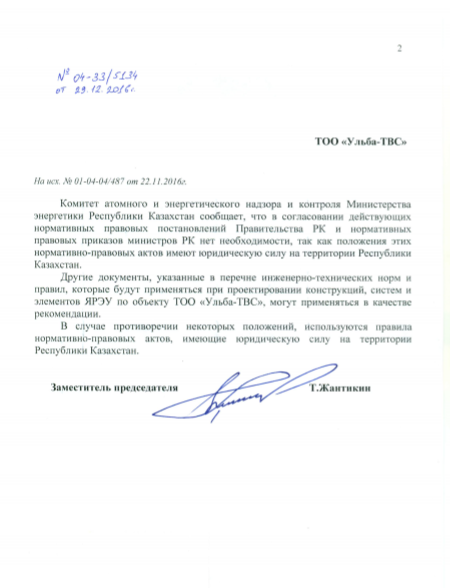 2
№ 04-33/5134
от 29.12.2016г.
ТОО «Ульба-ТВС»
На исх. № 01-04-04/487 от 22.11.2016г.
Комитет атомного и энергетического надзора и контроля Министерства
энергетики Республики Казахстан сообщает, что в согласовании действующих
нормативных правовых постановлений Правительства РК и нормативных
правовых приказов министров РК нет необходимости, так как положения этих
нормативно-правовых актов имеют юридическую силу на территории Республики
Казахстан.
Другие документы, указанные в перечне инженерно-технических норм и
правил, которые будут применяться при проектировании конструкций, систем и
элементов ЯРЭУ по объекту ТОО «Ульба-ТВС», могут применяться в качестве
рекомендации.
В случае противоречии некоторых положений, используются правила
нормативно-правовых актов, имеющие юридическую силу на территории
Республики Казахстан.
Заместитель председателя Т.Жантикин